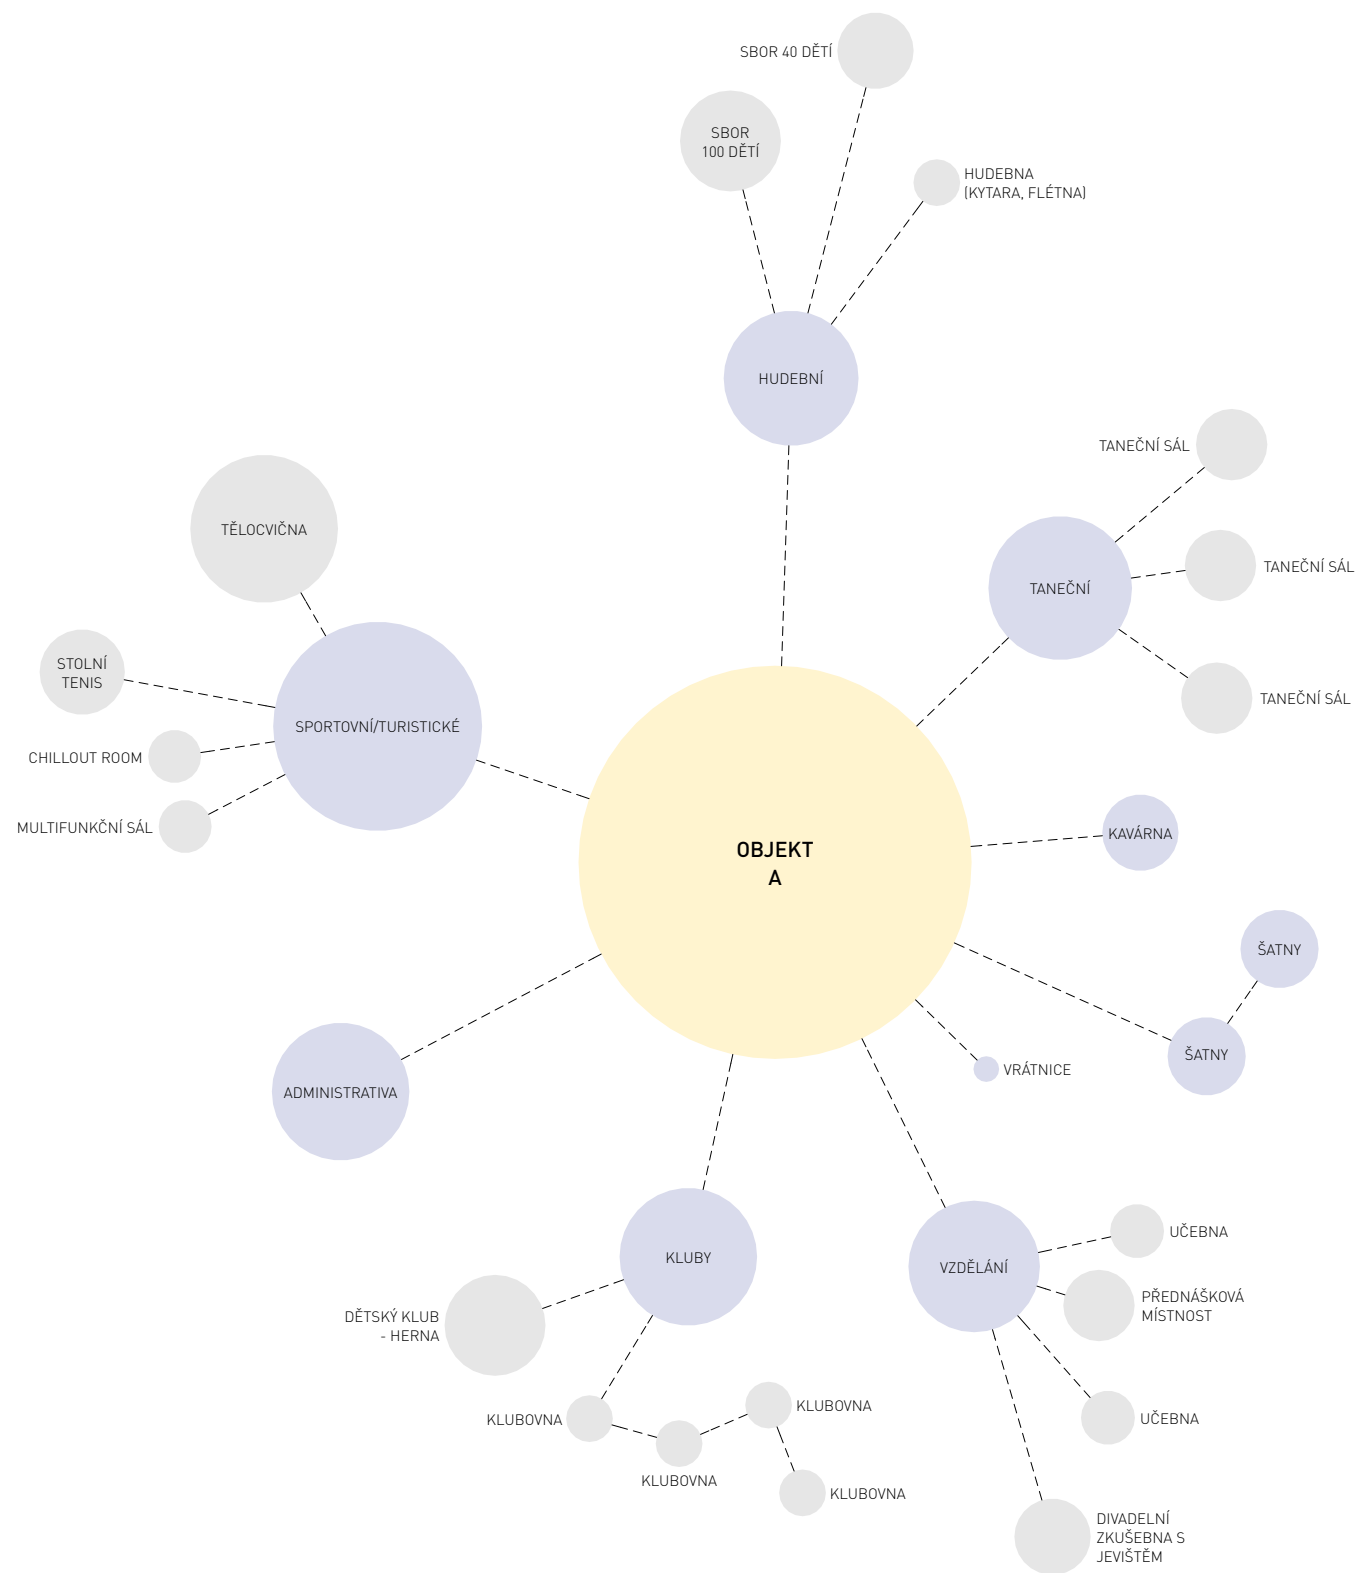 SBOR 40 DĚTÍ
SBOR
100 DĚTÍ
HUDEBNA
(KYTARA, FLÉTNA)
HUDEBNÍ
TANEČNÍ SÁL
TĚLOCVIČNA
TANEČNÍ SÁL
TANEČNÍ
STOLNÍ
TENIS
TANEČNÍ SÁL
SPORTOVNÍ/TURISTICKÉ
CHILLOUT ROOM
MULTIFUNKČNÍ SÁL
KAVÁRNA
OBJEKT
A
ŠATNY
ŠATNY
VRÁTNICE
ADMINISTRATIVA
UČEBNA
KLUBY
VZDĚLÁNÍ
PŘEDNÁŠKOVÁ
MÍSTNOST
DĚTSKÝ KLUB
- HERNA
KLUBOVNA
KLUBOVNA
UČEBNA
KLUBOVNA
KLUBOVNA
DIVADELNÍ
ZKUŠEBNA S
JEVIŠTĚM